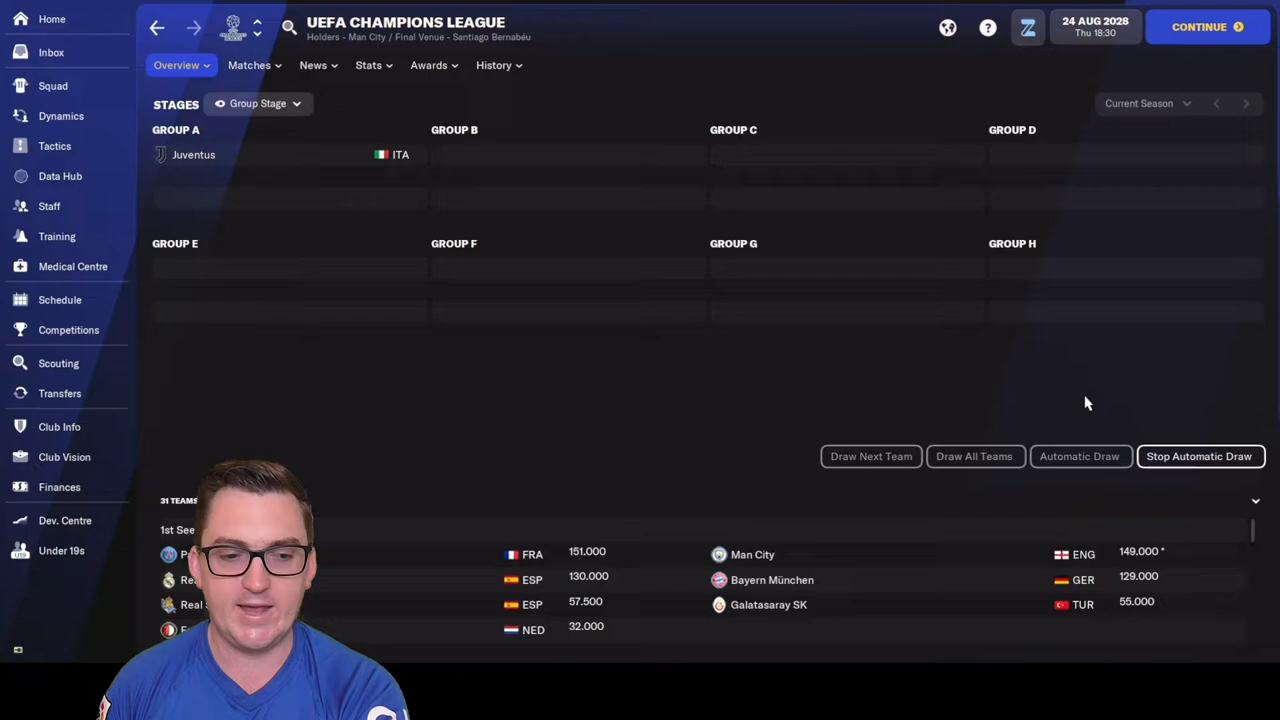 Home
Inbox
Squad
Dynamics
Tactics
Data Hub
Staff
Training
Medical Centre
Schedule
Competitions
Scouting
Transfers
Club Info
Club Vision
Finances
Dev. Centre
Under 19s
UEFA CHAMPIONS LEAGUE
Holders - Man City / Final Venue - Santiago Bernabéu
24 AUG 2028
Thu 18:30
CONTINUE
Overview Matches News Stats Awards History
STAGES Group Stage Current Season
GROUP A GROUP B GROUP C GROUP D
Juventus ITA
GROUP E GROUP F GROUP G GROUP H
Draw Next Team Draw All Teams Automatic Draw Stop Automatic Draw
31 TEAMS
1st
FRA 151.000 Man City ENG 149.000 *
ESP 130.000 Bayern München GER 129.000
Real ESP 57.500 Galatasaray SK TUR 55.000
NED 32.000